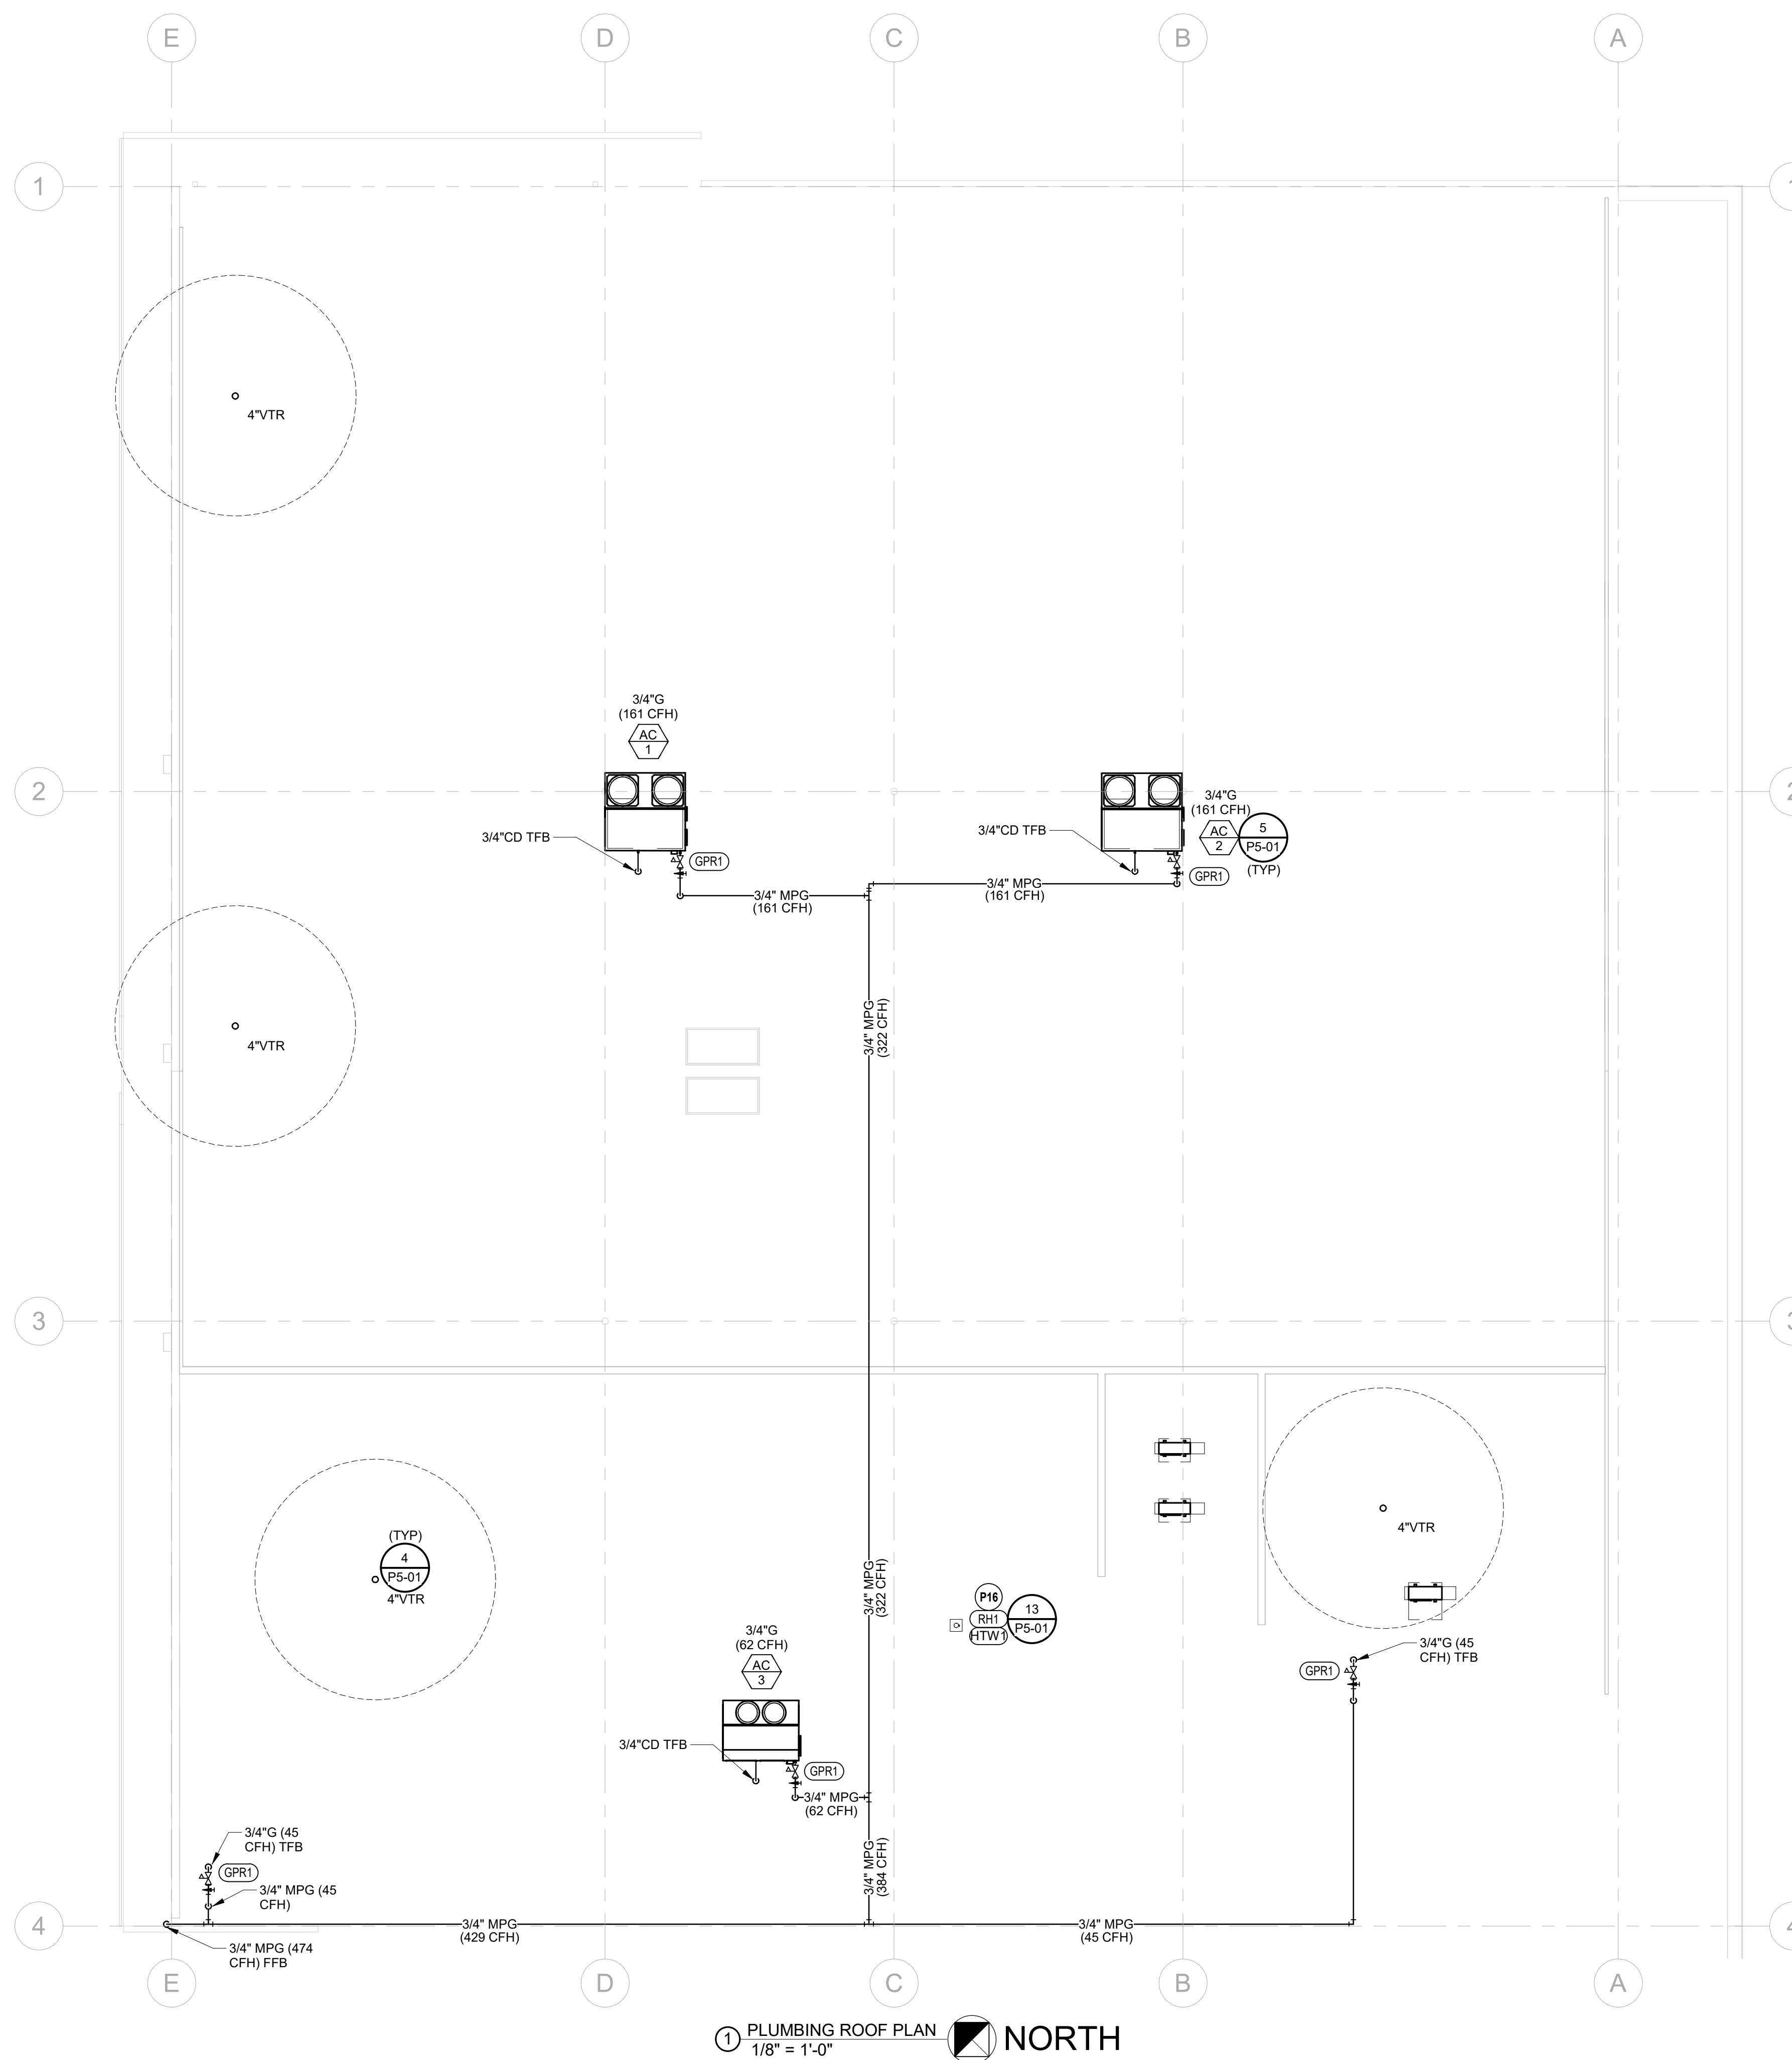 E
D
C
B
A
1
1
4"VTR
3/4"G
(161 CFH)
AC
1
2
2
3/4"G
(161 CFH)
AC
2
5
P5-01
(TYP)
3/4"CD TFB
3/4"CD TFB
GPR1
GPR1
3/4" MPG
(161 CFH)
3/4" MPG
(161 CFH)
3/4" MPG
(322 CFH)
4"VTR
3
3
4"VTR
(TYP)
4
P5-01
4"VTR
3/4" MPG
(322 CFH)
P16
RH1
HTW1
13
P5-01
3/4"G
(62 CFH)
AC
3
3/4"G (45
CFH) TFB
GPR1
3/4"CD TFB
GPR1
3/4" MPG
(62 CFH)
3/4"G (45
CFH) TFB
GPR1
3/4" MPG (45
CFH)
3/4" MPG
(384 CFH)
4
4
3/4" MPG
(429 CFH)
3/4" MPG
(45 CFH)
3/4" MPG (474
CFH) FFB
E
D
C
B
A
1
PLUMBING ROOF PLAN
1/8" = 1'-0"
NORTH